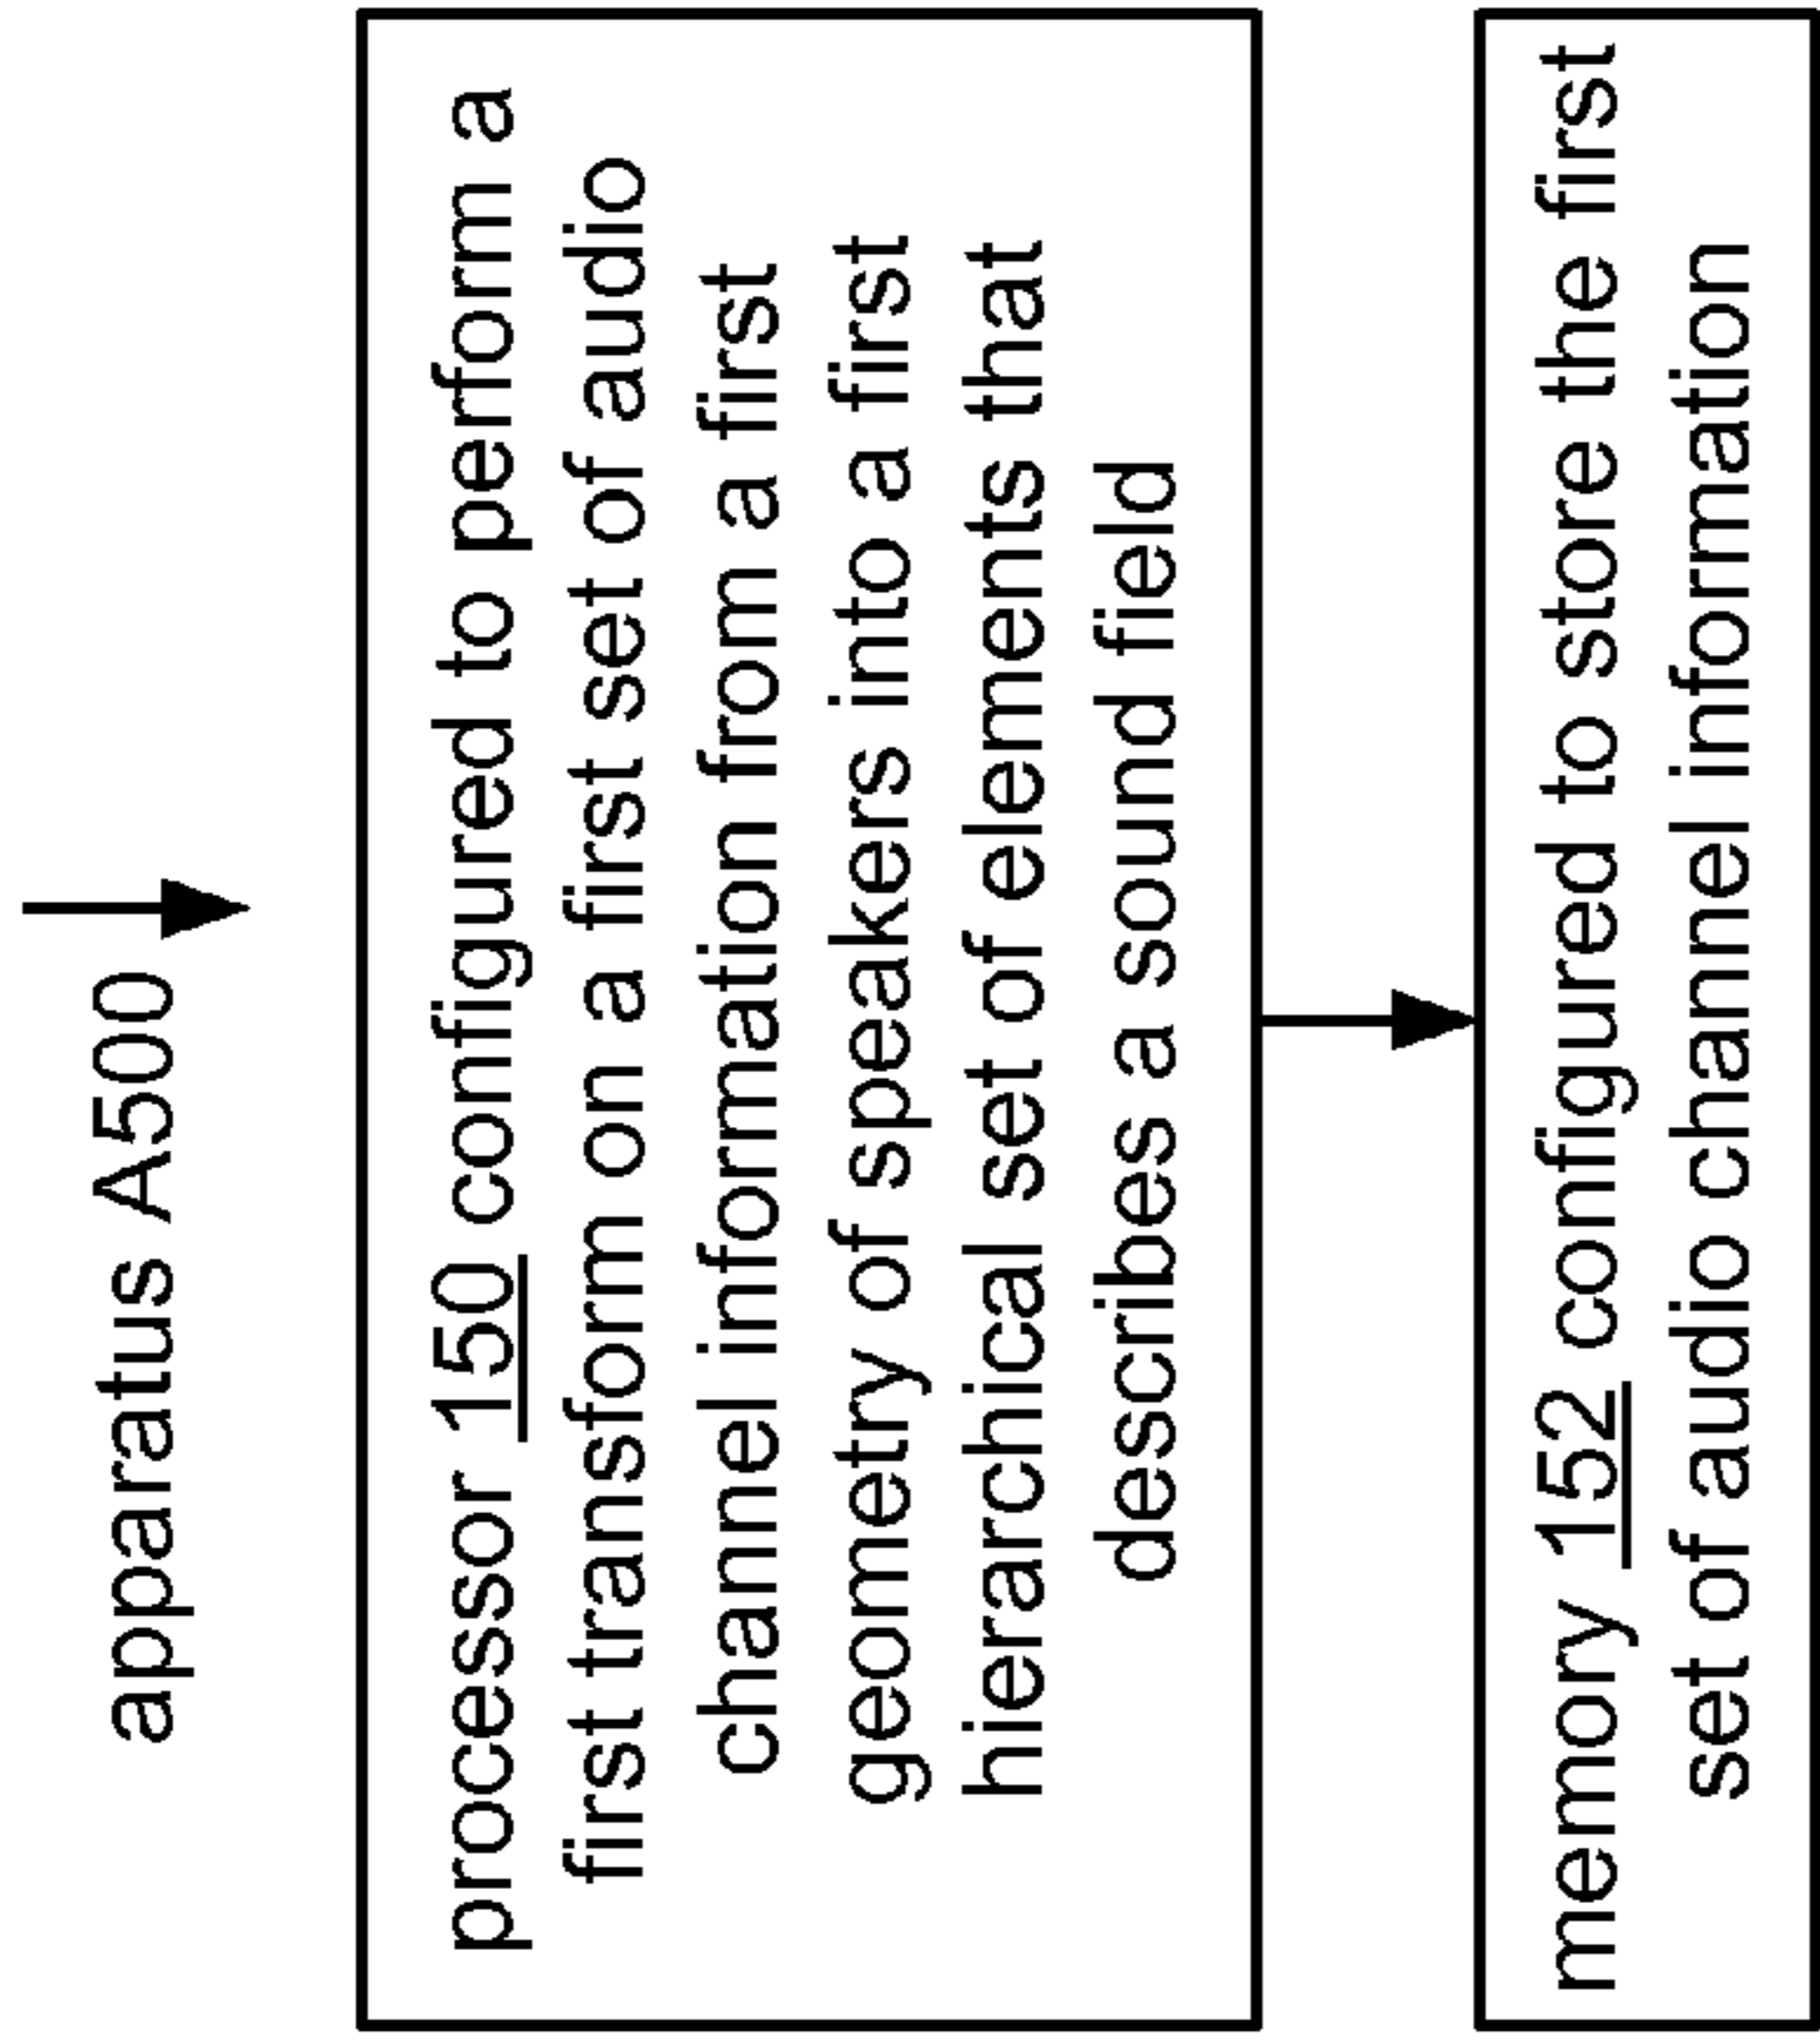 apparatus A500
processor 150 configured to perform a
first transform on a first set of audio
channel information from a first
geometry of speakers into a first
hierarchical set of elements that
describes a sound field
memory 152 configured to store the first
set of audio channel information